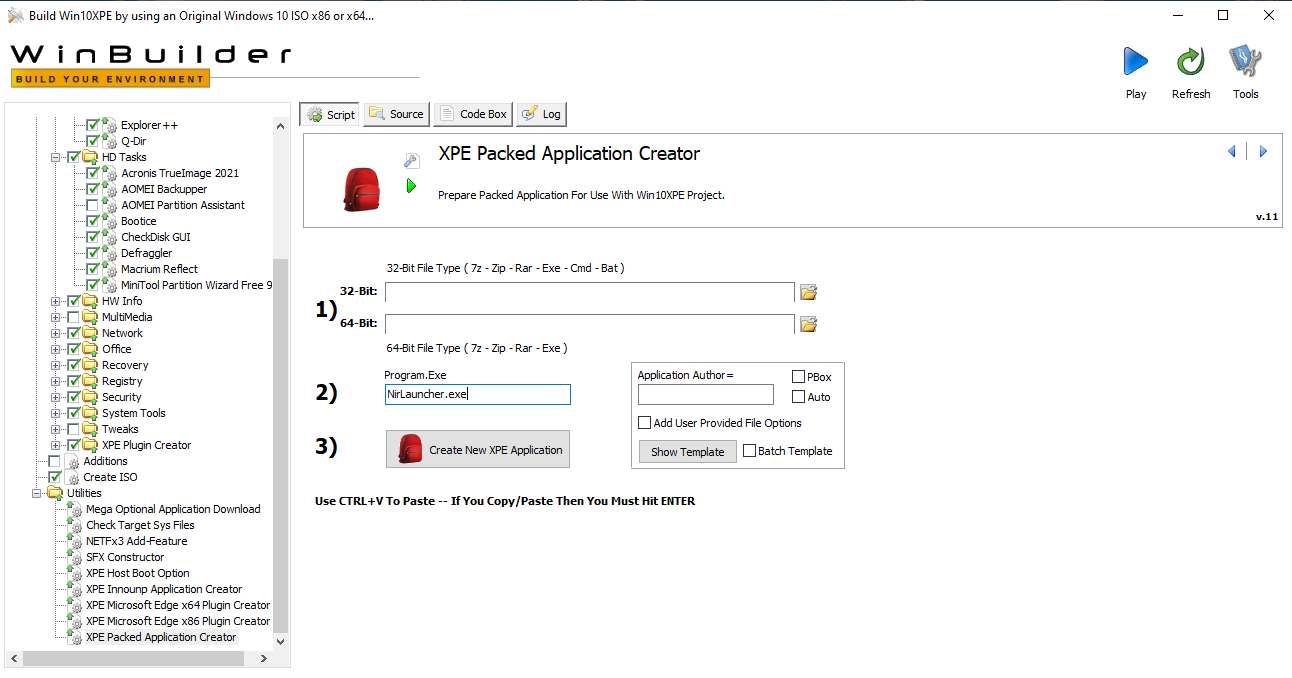 Build Win10XPE by using an Original Windows 10 ISO x86 or x64...
WinBuilder
BUILD YOUR ENVIRONMENT
Play
Refresh
Tools
Explorer++
Q-Dir
HD Tasks
Acronis TrueImage 2021
AOMEI Backupper
AOMEI Partition Assistant
Bootice
CheckDisk GUI
Defraggler
Macrium Reflect
MiniTool Partition Wizard Free 9
HW Info
MultiMedia
Network
Office
Recovery
Registry
Security
System Tools
Tweaks
XPE Plugin Creator
Additions
Create ISO
Utilities
Mega Optional Application Download
Check Target Sys Files
NETFx3 Add-Feature
SFX Constructor
XPE Host Boot Option
XPE Innounp Application Creator
XPE Microsoft Edge x64 Plugin Creator
XPE Microsoft Edge x86 Plugin Creator
XPE Packed Application Creator
Script
Source
Code Box
Log
XPE Packed Application Creator
Prepare Packed Application For Use With Win10XPE Project.
v.11
32-Bit File Type ( 7z - Zip - Rar - Exe - Cmd - Bat )
1)
32-Bit:
64-Bit:
64-Bit File Type ( 7z - Zip - Rar - Exe )
Program.Exe
2)
NirLauncher.exe
3)
Create New XPE Application
Application Author=
PBox
Auto
Add User Provided File Options
Show Template
Batch Template
Use CTRL+V To Paste -- If You Copy/Paste Then You Must Hit ENTER